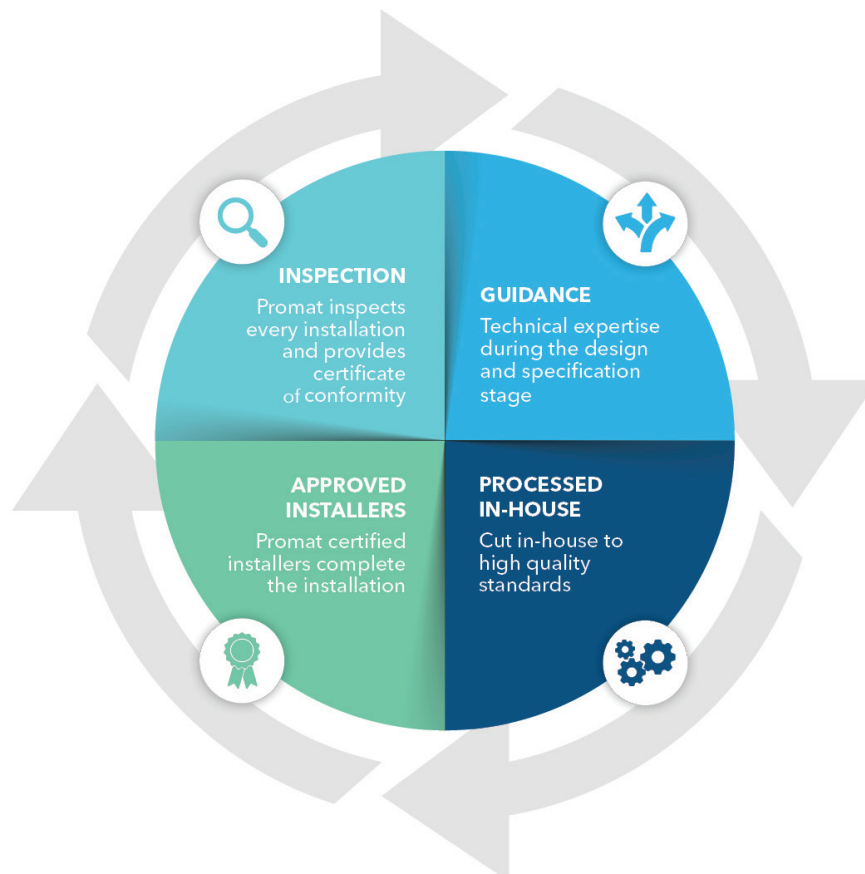 INSPECTION
Promat inspects
every installation
and provides
certificate
of conformity
GUIDANCE
Technical expertise
during the design
and specification
stage
APPROVED
INSTALLERS
Promat certified
installers complete
the installation
PROCESSED
IN-HOUSE
Cut in-house to
high quality
standards